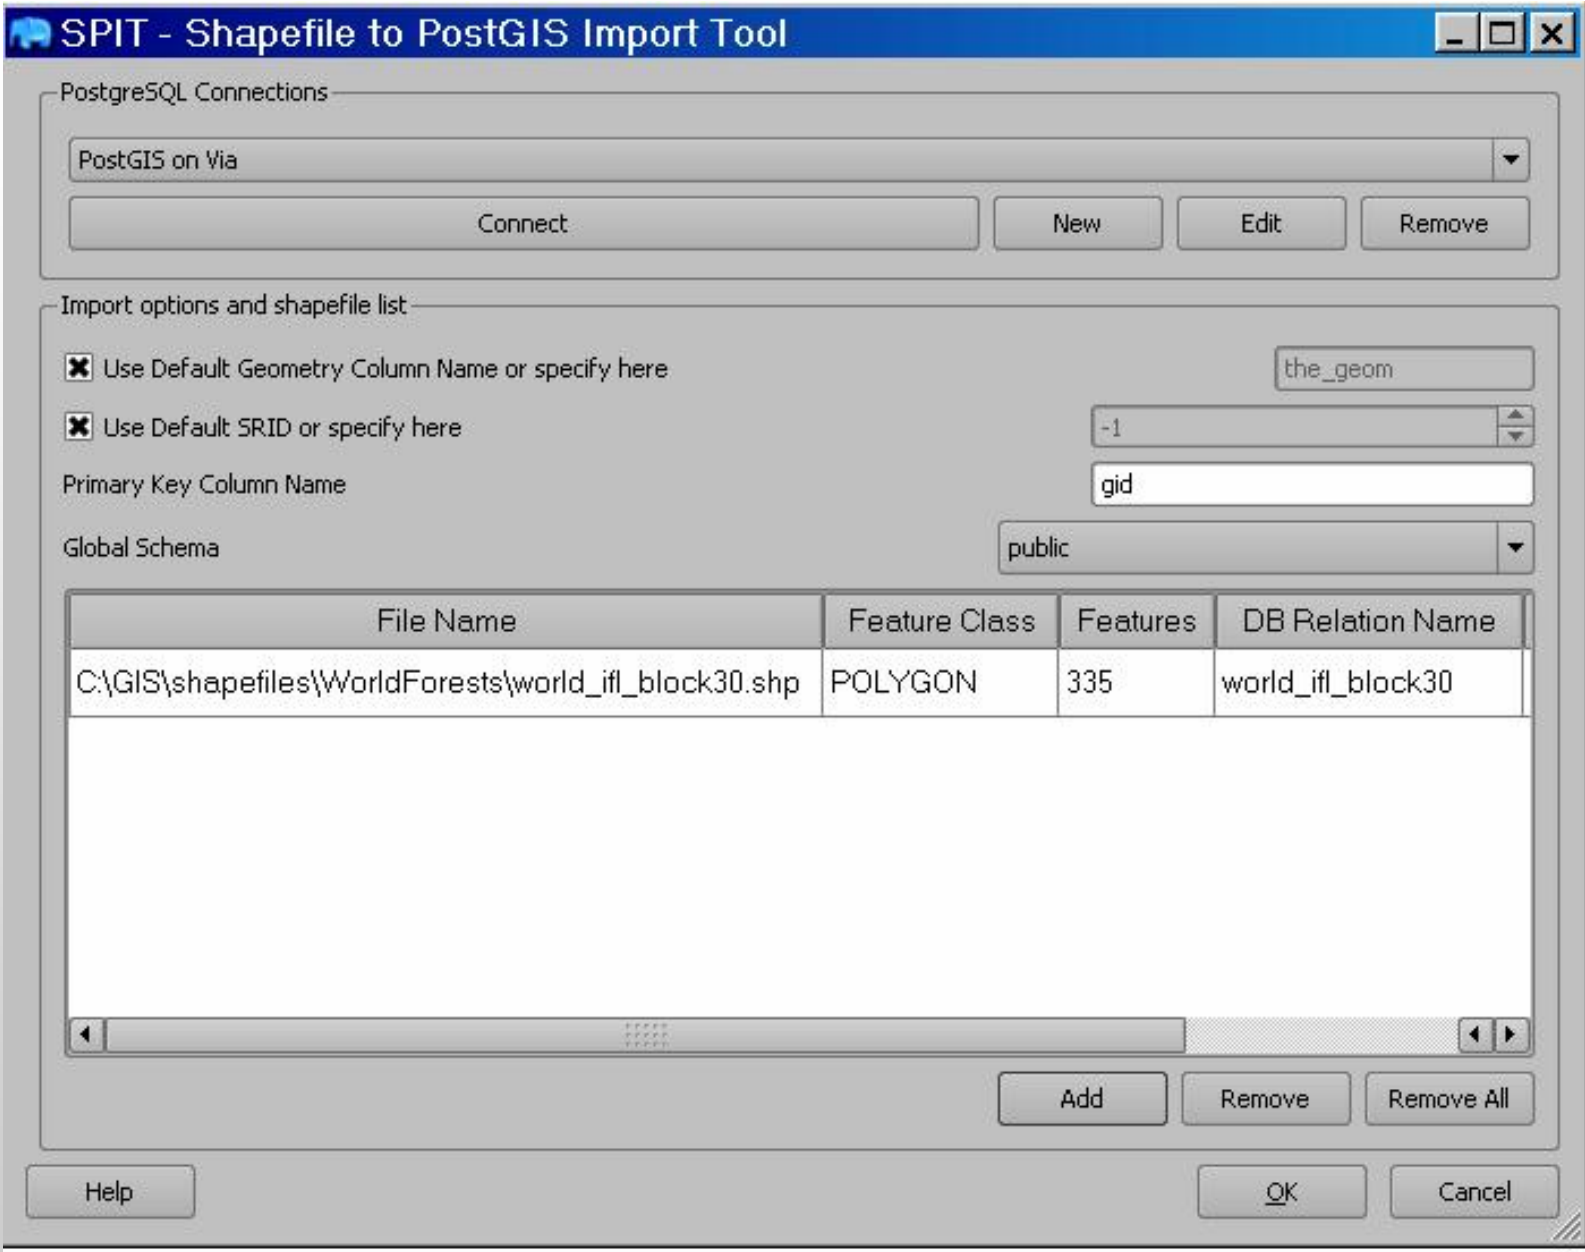 SPIT - Shapefile to PostGIS Import Tool
PostgreSQL Connections
PostGIS on Via
Connect New Edit Remove
Import options and shapefile list
Use Default Geometry Column Name or specify here the_geom
Use Default SRID or specify here -1
Primary Key Column Name gid
Global Schema public
File Name Feature Class Features DB Relation Name
C:\GIS\shapefiles\WorldForests\world_ifl_block30.shp POLYGON 335 world_ifl_block30
Add Remove Remove All
Help OK Cancel